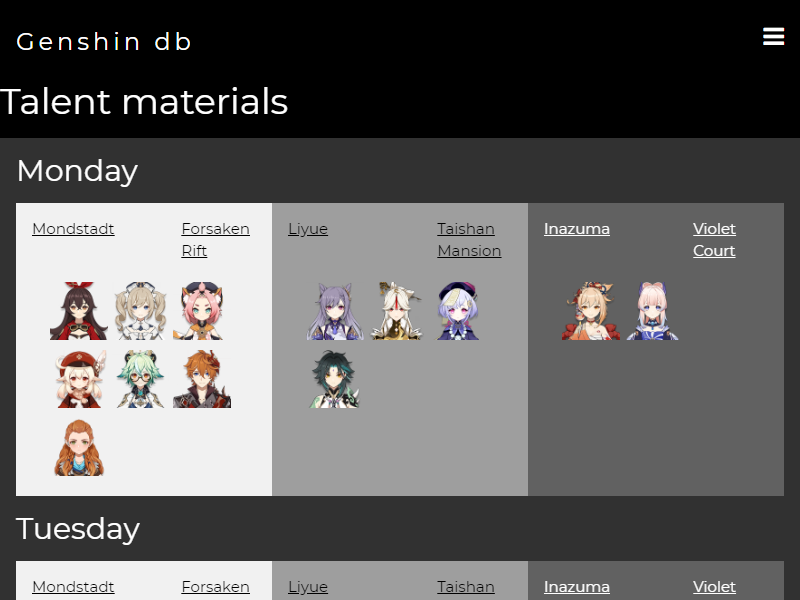 Genshin db
Talent materials
Monday
Mondstadt
Forsaken
Rift
Liyue
Taishan
Mansion
Inazuma
Violet
Court
Tuesday
Mondstadt
Forsaken
Liyue
Taishan
Inazuma
Violet